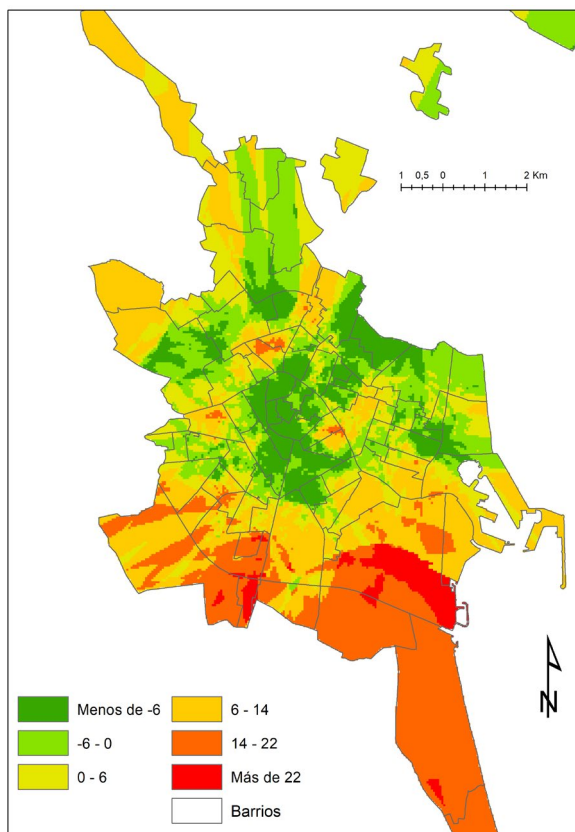 1 0,5 0 1 2 Km
N
Menos de -6
-6 - 0
0 - 6
6 - 14
14 - 22
Más de 22
Barrios